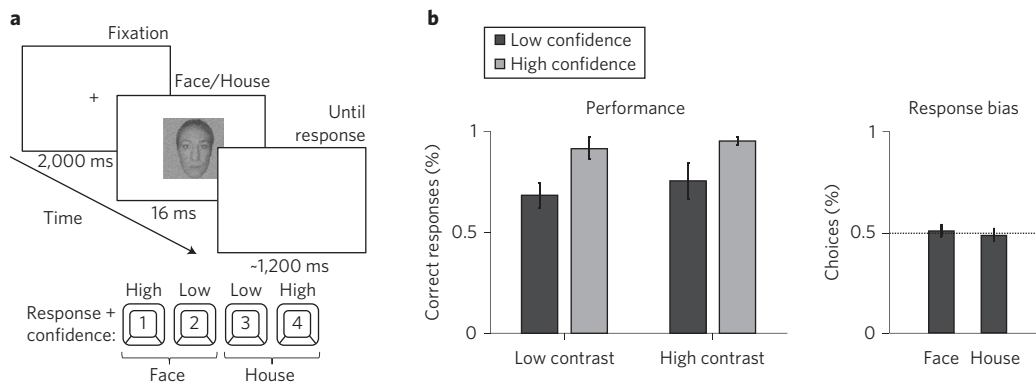 a
Fixation
+
Face/House
Until
response
2,000 ms
Time
16 ms
~1,200 ms
High Low Low High
Response +
confidence:
1 2 3 4
Face House
b
Low confidence
High confidence
Performance
Correct responses (%)
1
0.5
0
Low contrast High contrast
Response bias
Choices (%)
1
0.5
0
Face House